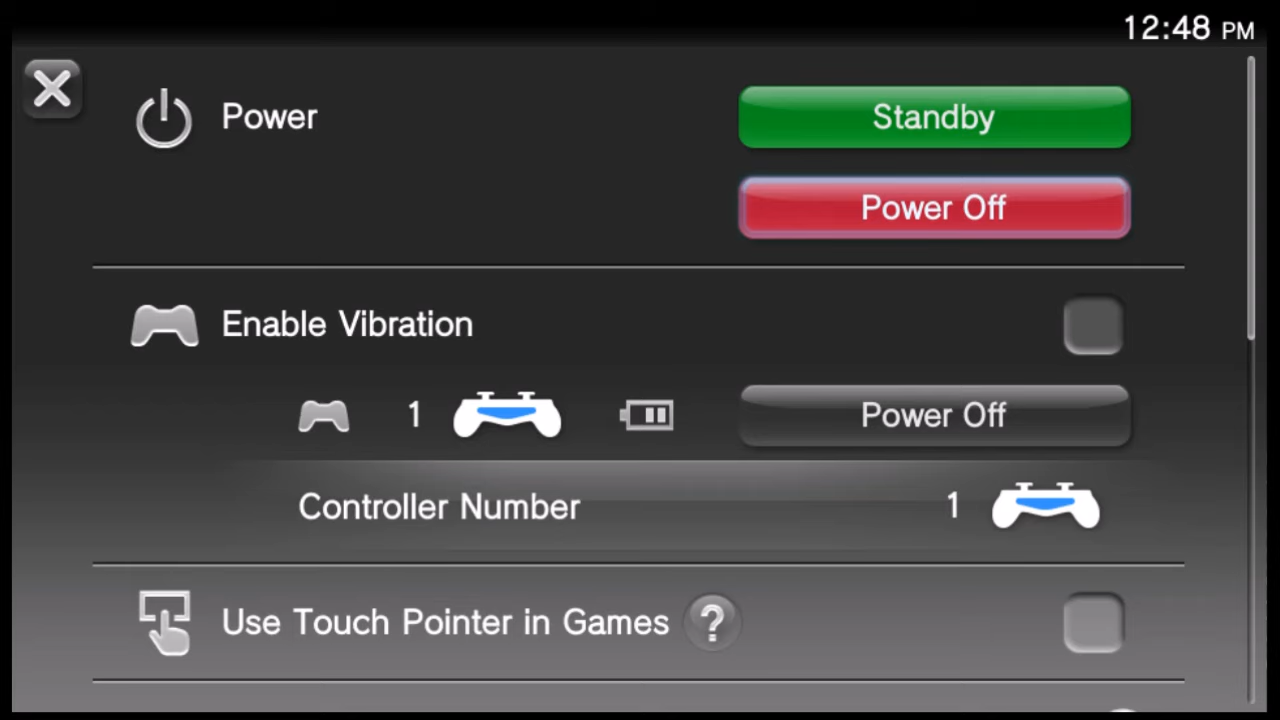 12:48 PM
Power
Standby
Power Off
Enable Vibration
1
Power Off
Controller Number
1
Use Touch Pointer in Games
?